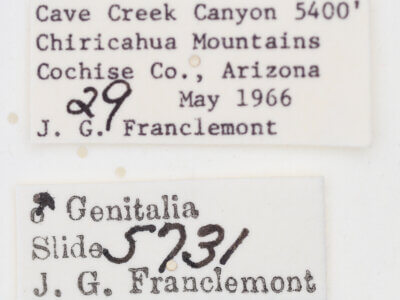 Cave Creek Canyon 5400'
Chiricahua Mountains
Cochise Co., Arizona
29 May 1966
J. G. Franclemont
♂ Genitalia
Slide 5731
J. G. Franclemont